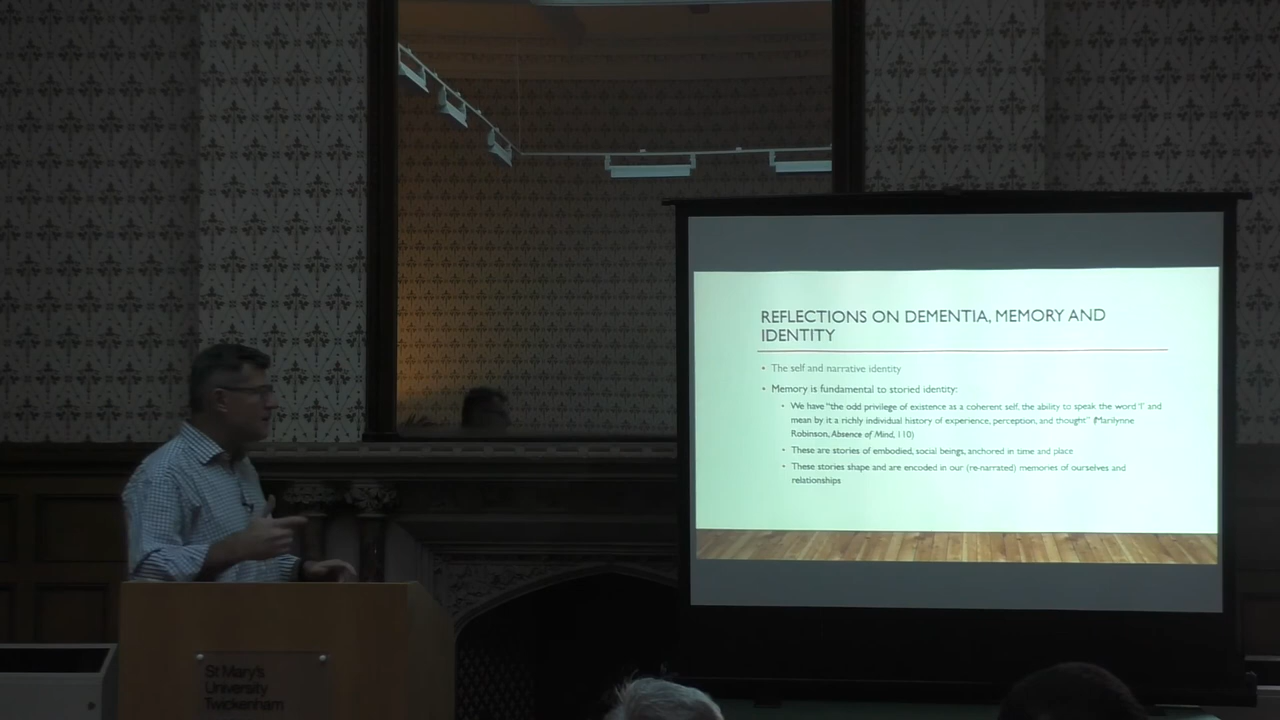 REFLECTIONS ON DEMENTIA, MEMORY AND
IDENTITY
• The self and narrative identity
• Memory is fundamental to storied identity:
• We have "the odd privilege of existence as a coherent self, the ability to speak the word 'I' and
mean by it a richly individual history of experience, perception, and thought" (Marilynne
Robinson, Absence of Mind, 110)
• These are stories of embodied, social beings, anchored in time and place
• These stories shape and are encoded in our (re-narrated) memories of ourselves and
relationships
St Mary's
University
Twickenham